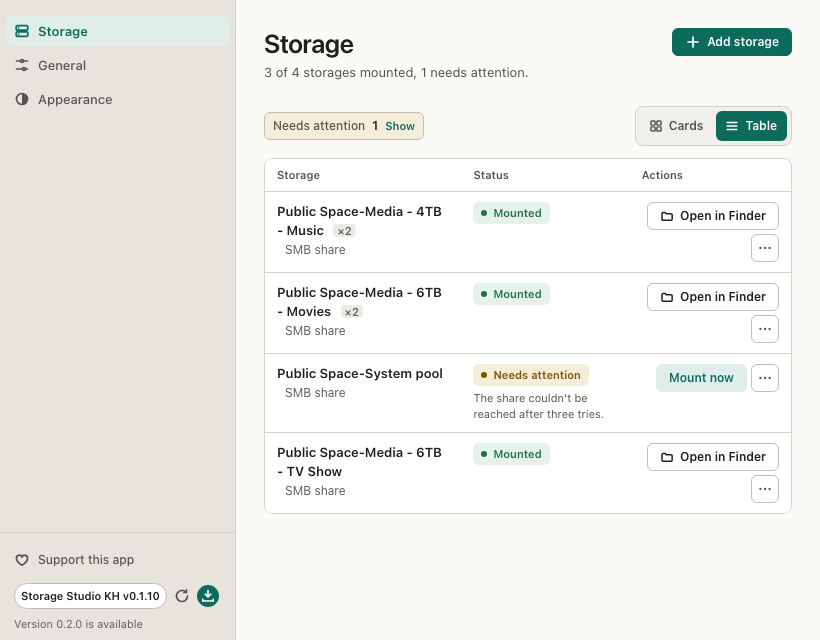 Storage
General
Appearance
Support this app
Storage Studio KH v0.1.10
Version 0.2.0 is available
Storage
3 of 4 storages mounted, 1 needs attention.
Add storage
Needs attention 1 Show
Cards
Table
Storage Status Actions
Public Space-Media - 4TB
- Music ×2
SMB share
Mounted
Open in Finder
Public Space-Media - 6TB
- Movies ×2
SMB share
Mounted
Open in Finder
Public Space-System pool
SMB share
Needs attention
The share couldn't be
reached after three tries.
Mount now
Public Space-Media - 6TB
- TV Show
SMB share
Mounted
Open in Finder